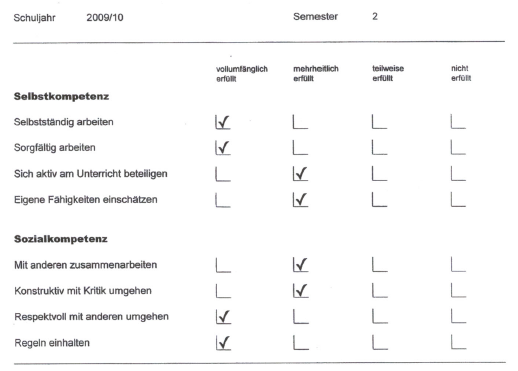 Schuljahr 2009/10 Semester 2
vollumfänglich erfüllt mehrheitlich erfüllt teilweise erfüllt nicht erfüllt
Selbstkompetenz
Selbstständig arbeiten ✓
Sorgfältig arbeiten ✓
Sich aktiv am Unterricht beteiligen ✓
Eigene Fähigkeiten einschätzen ✓
Sozialkompetenz
Mit anderen zusammenarbeiten ✓
Konstruktiv mit Kritik umgehen ✓
Respektvoll mit anderen umgehen ✓
Regeln einhalten ✓